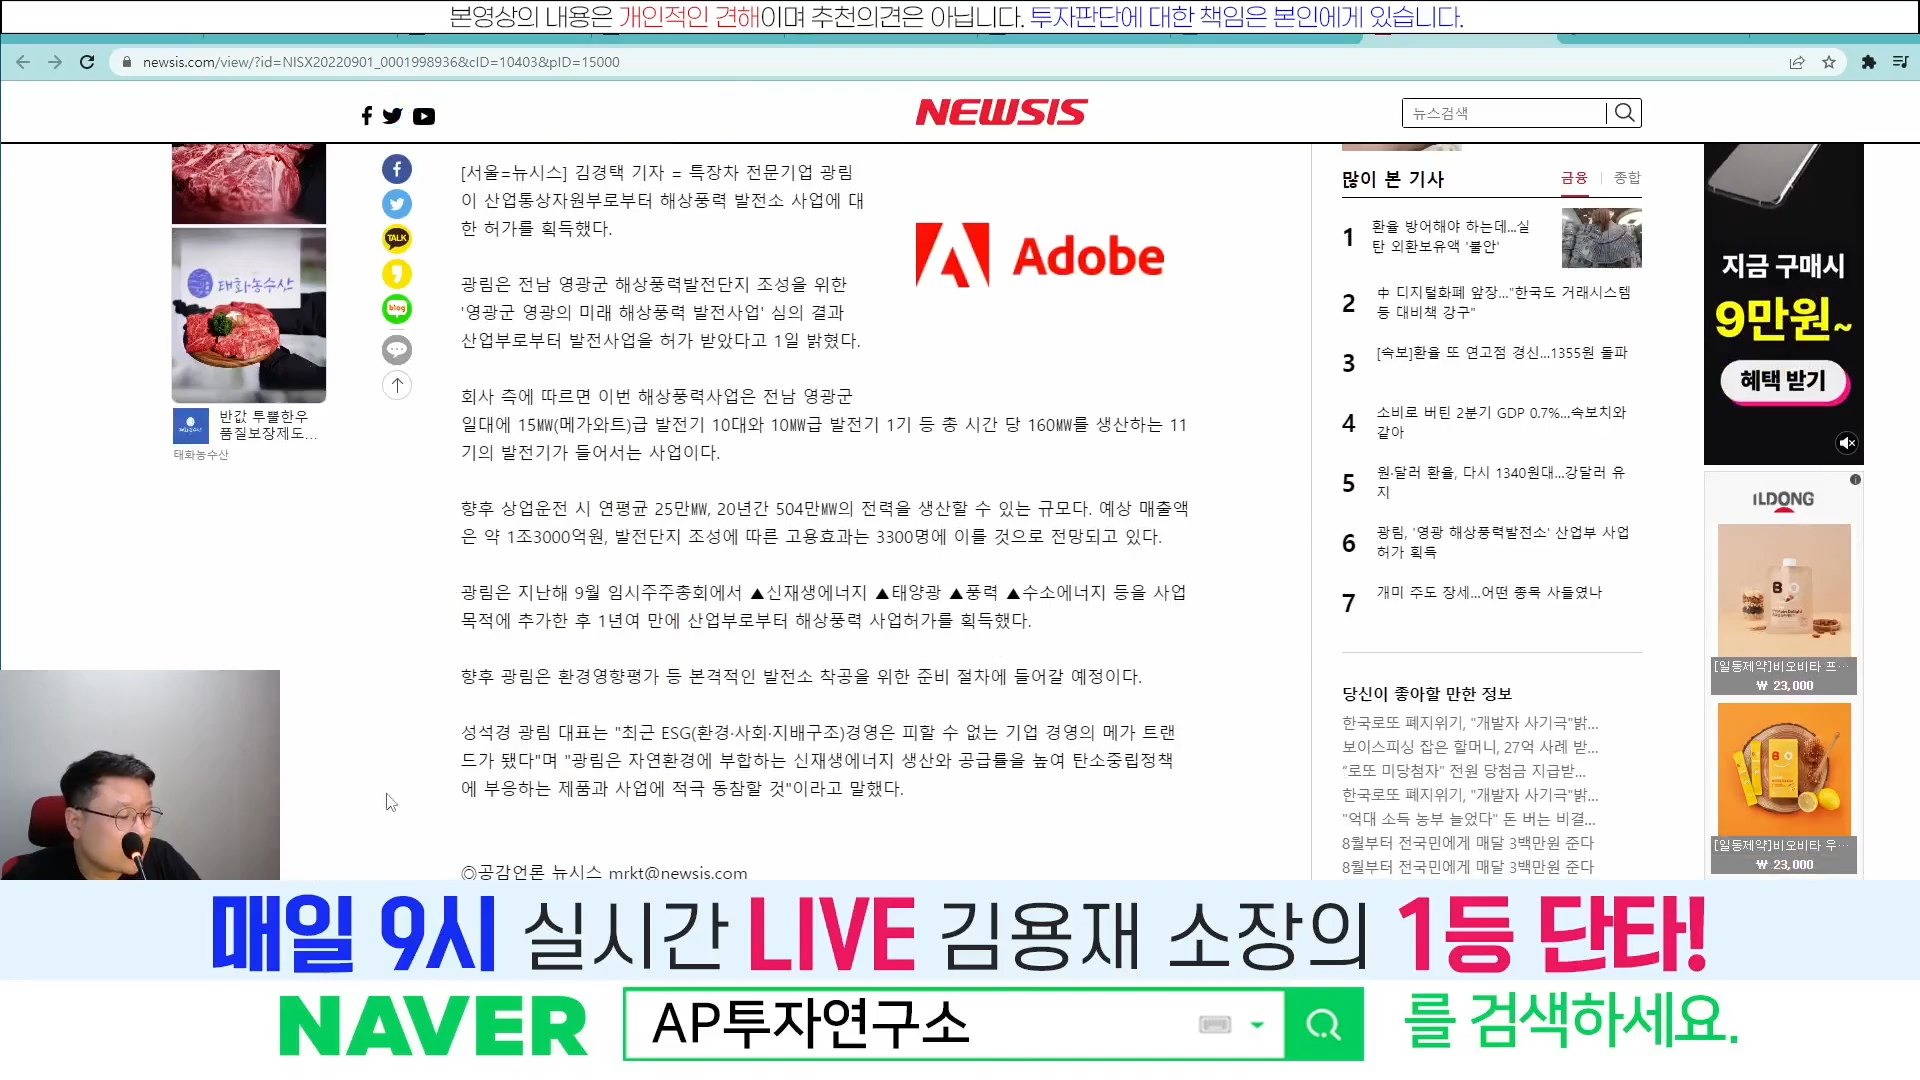 본영상의 내용은 개인적인 견해이며 추천의견은 아닙니다. 투자판단에 대한 책임은 본인에게 있습니다.
newsis.com/view/?id=NISX20220901_0001998936&cID=10403&pID=15000
NEWSIS
뉴스검색
태화농수산
반값 투쁠한우
품질보장제도...
태화농수산
TALK
blog
[서울=뉴시스] 김경택 기자 = 특장차 전문기업 광림
이 산업통상자원부로부터 해상풍력 발전소 사업에 대
한 허가를 획득했다.
광림은 전남 영광군 해상풍력발전단지 조성을 위한
'영광군 영광의 미래 해상풍력 발전사업' 심의 결과
산업부로부터 발전사업을 허가 받았다고 1일 밝혔다.
Adobe
회사 측에 따르면 이번 해상풍력사업은 전남 영광군
일대에 15㎿(메가와트)급 발전기 10대와 10㎿급 발전기 1기 등 총 시간 당 160㎿를 생산하는 11
기의 발전기가 들어서는 사업이다.
향후 상업운전 시 연평균 25만㎿, 20년간 504만㎿의 전력을 생산할 수 있는 규모다. 예상 매출액
은 약 1조3000억원, 발전단지 조성에 따른 고용효과는 3300명에 이를 것으로 전망되고 있다.
광림은 지난해 9월 임시주주총회에서 ▲신재생에너지 ▲태양광 ▲풍력 ▲수소에너지 등을 사업
목적에 추가한 후 1년여 만에 산업부로부터 해상풍력 사업허가를 획득했다.
향후 광림은 환경영향평가 등 본격적인 발전소 착공을 위한 준비 절차에 들어갈 예정이다.
성석경 광림 대표는 "최근 ESG(환경·사회·지배구조)경영은 피할 수 없는 기업 경영의 메가 트랜
드가 됐다"며 "광림은 자연환경에 부합하는 신재생에너지 생산와 공급률을 높여 탄소중립정책
에 부응하는 제품과 사업에 적극 동참할 것"이라고 말했다.
◎공감언론 뉴시스 mrkt@newsis.com
많이 본 기사
금융 종합
1 환율 방어해야 하는데...실
탄 외환보유액 '불안'
2 中 디지털화폐 앞장..."한국도 거래시스템
등 대비책 강구"
3 [속보]환율 또 연고점 경신...1355원 돌파
4 소비로 버틴 2분기 GDP 0.7%...속보치와
같아
5 원·달러 환율, 다시 1340원대...강달러 유
지
6 광림, '영광 해상풍력발전소' 산업부 사업
허가 획득
7 개미 주도 장세...어떤 종목 사들였나
당신이 좋아할 만한 정보
한국로또 폐지위기, "개발자 사기극"밝...
보이스피싱 잡은 할머니, 27억 사례 받...
"로또 미당첨자" 전원 당첨금 지급받...
한국로또 폐지위기, "개발자 사기극"밝...
"억대 소득 농부 늘었다" 돈 버는 비결...
8월부터 전국민에게 매달 3백만원 준다
8월부터 전국민에게 매달 3백만원 준다
지금 구매시
9만원~
혜택 받기
ILDONG
[일동제약]비오비타 프...
₩ 23,000
[일동제약]비오비타 우...
₩ 23,000
매일 9시 실시간 LIVE 김용재 소장의 1등 단타!
NAVER AP투자연구소 를 검색하세요.